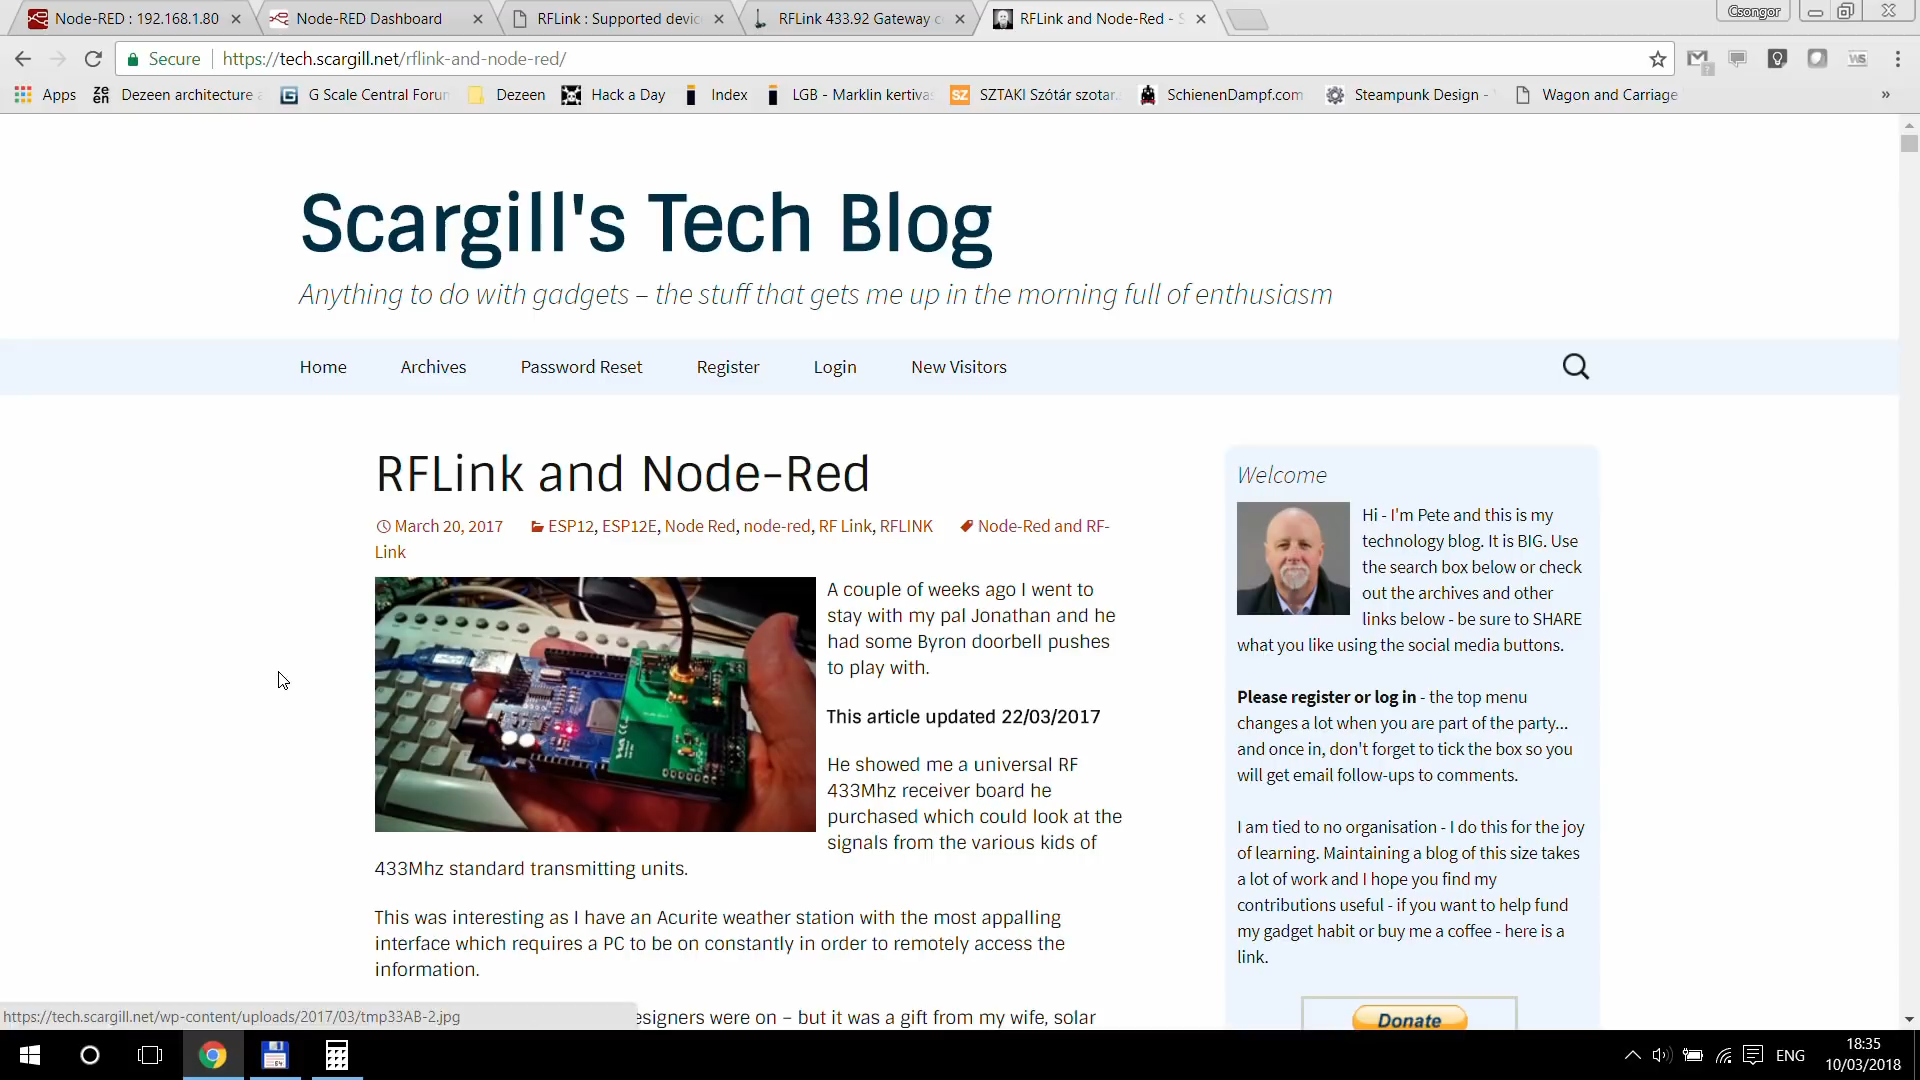 Node-RED : 192.168.1.80
Node-RED Dashboard
RFLink : Supported devic
RFLink 433.92 Gateway c
RFLink and Node-Red - S
Csongor
Secure
https://tech.scargill.net/rflink-and-node-red/
Apps
Dezeen architecture
G Scale Central Forun
Dezeen
Hack a Day
Index
LGB - Marklin kertiva
SZTAKI Szótár szotar.
SchienenDampf.com
Steampunk Design -
Wagon and Carriage
Scargill's Tech Blog
Anything to do with gadgets – the stuff that gets me up in the morning full of enthusiasm
Home
Archives
Password Reset
Register
Login
New Visitors
RFLink and Node-Red
March 20, 2017 ESP12, ESP12E, Node Red, node-red, RF Link, RFLINK Node-Red and RF-
Link
A couple of weeks ago I went to
stay with my pal Jonathan and he
had some Byron doorbell pushes
to play with.
This article updated 22/03/2017
He showed me a universal RF
433Mhz receiver board he
purchased which could look at the
signals from the various kids of
433Mhz standard transmitting units.
This was interesting as I have an Acurite weather station with the most appalling
interface which requires a PC to be on constantly in order to remotely access the
information.
esigners were on – but it was a gift from my wife, solar
Welcome
Hi - I'm Pete and this is my
technology blog. It is BIG. Use
the search box below or check
out the archives and other
links below - be sure to SHARE
what you like using the social media buttons.
Please register or log in - the top menu
changes a lot when you are part of the party...
and once in, don't forget to tick the box so you
will get email follow-ups to comments.
I am tied to no organisation - I do this for the joy
of learning. Maintaining a blog of this size takes
a lot of work and I hope you find my
contributions useful - if you want to help fund
my gadget habit or buy me a coffee - here is a
link.
Donate
https://tech.scargill.net/wp-content/uploads/2017/03/tmp33AB-2.jpg
ENG
18:35
10/03/2018